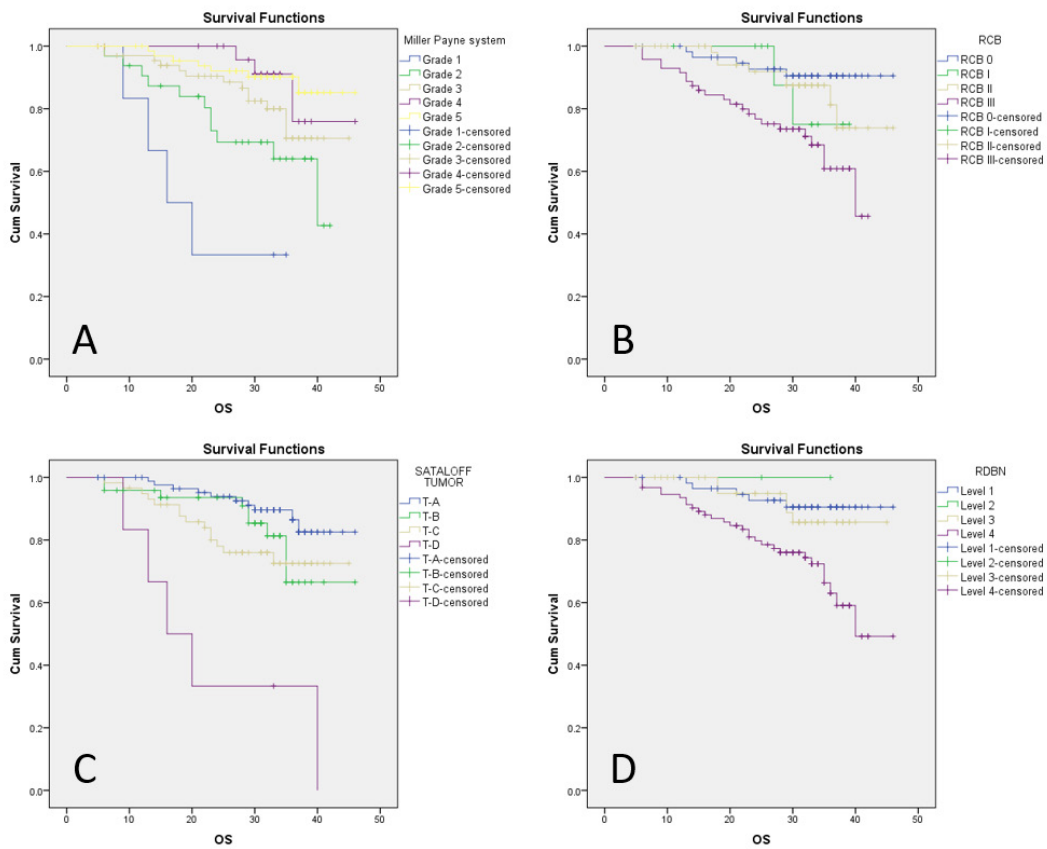 Survival Functions
Miller Payne system
Grade 1
Grade 2
Grade 3
Grade 4
Grade 5
Grade 1-censored
Grade 2-censored
Grade 3-censored
Grade 4-censored
Grade 5-censored
Cum Survival
1.0
0.8
0.6
0.4
0.2
0.0
A
0 10 20 30 40 50
OS
Survival Functions
RCB
RCB 0
RCB I
RCB II
RCB III
RCB 0-censored
RCB I-censored
RCB II-censored
RCB III-censored
Cum Survival
1.0
0.8
0.6
0.4
0.2
0.0
B
0 10 20 30 40 50
OS
Survival Functions
SATALOFF
TUMOR
T-A
T-B
T-C
T-D
T-A-censored
T-B-censored
T-C-censored
T-D-censored
Cum Survival
1.0
0.8
0.6
0.4
0.2
0.0
C
0 10 20 30 40 50
OS
Survival Functions
RDBN
Level 1
Level 2
Level 3
Level 4
Level 1-censored
Level 2-censored
Level 3-censored
Level 4-censored
Cum Survival
1.0
0.8
0.6
0.4
0.2
0.0
D
0 10 20 30 40 50
OS